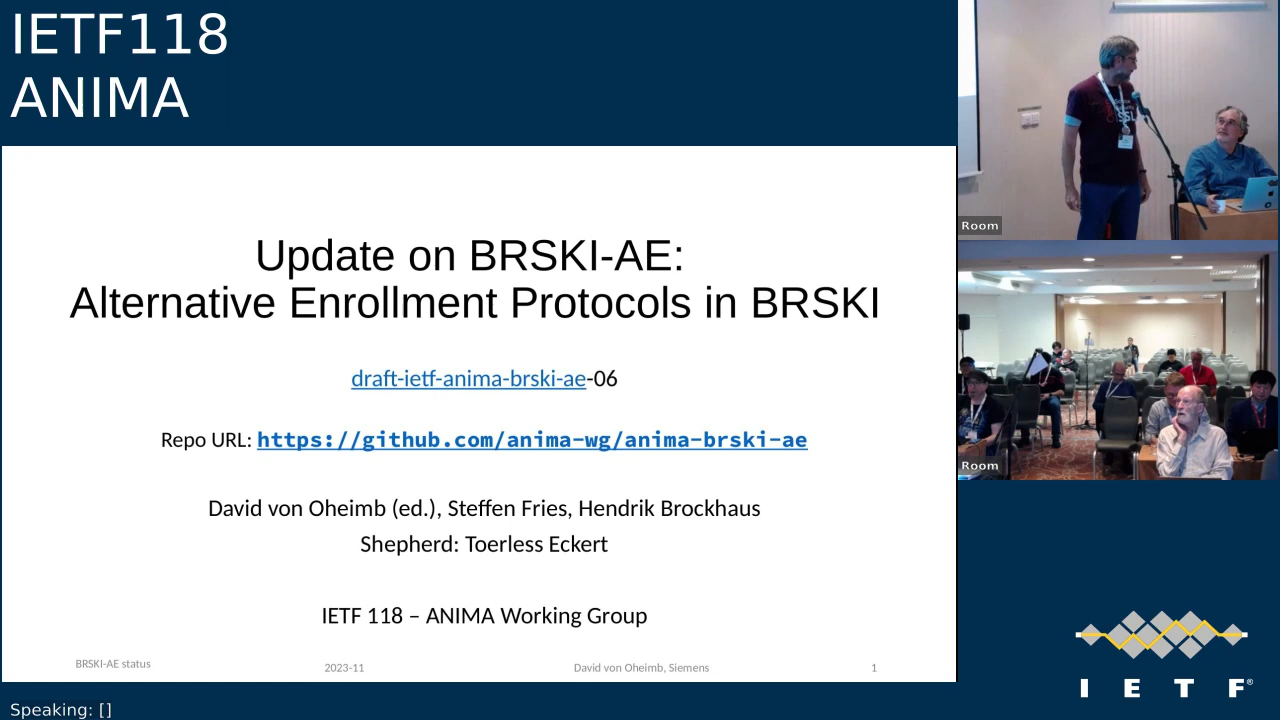 IETF118
ANIMA
Update on BRSKI-AE:
Alternative Enrollment Protocols in BRSKI
draft-ietf-anima-brski-ae-06
Repo URL: https://github.com/anima-wg/anima-brski-ae
David von Oheimb (ed.), Steffen Fries, Hendrik Brockhaus
Shepherd: Toerless Eckert
IETF 118 – ANIMA Working Group
BRSKI-AE status
2023-11
David von Oheimb, Siemens
1
Room
Room
I E T F®
Speaking: []